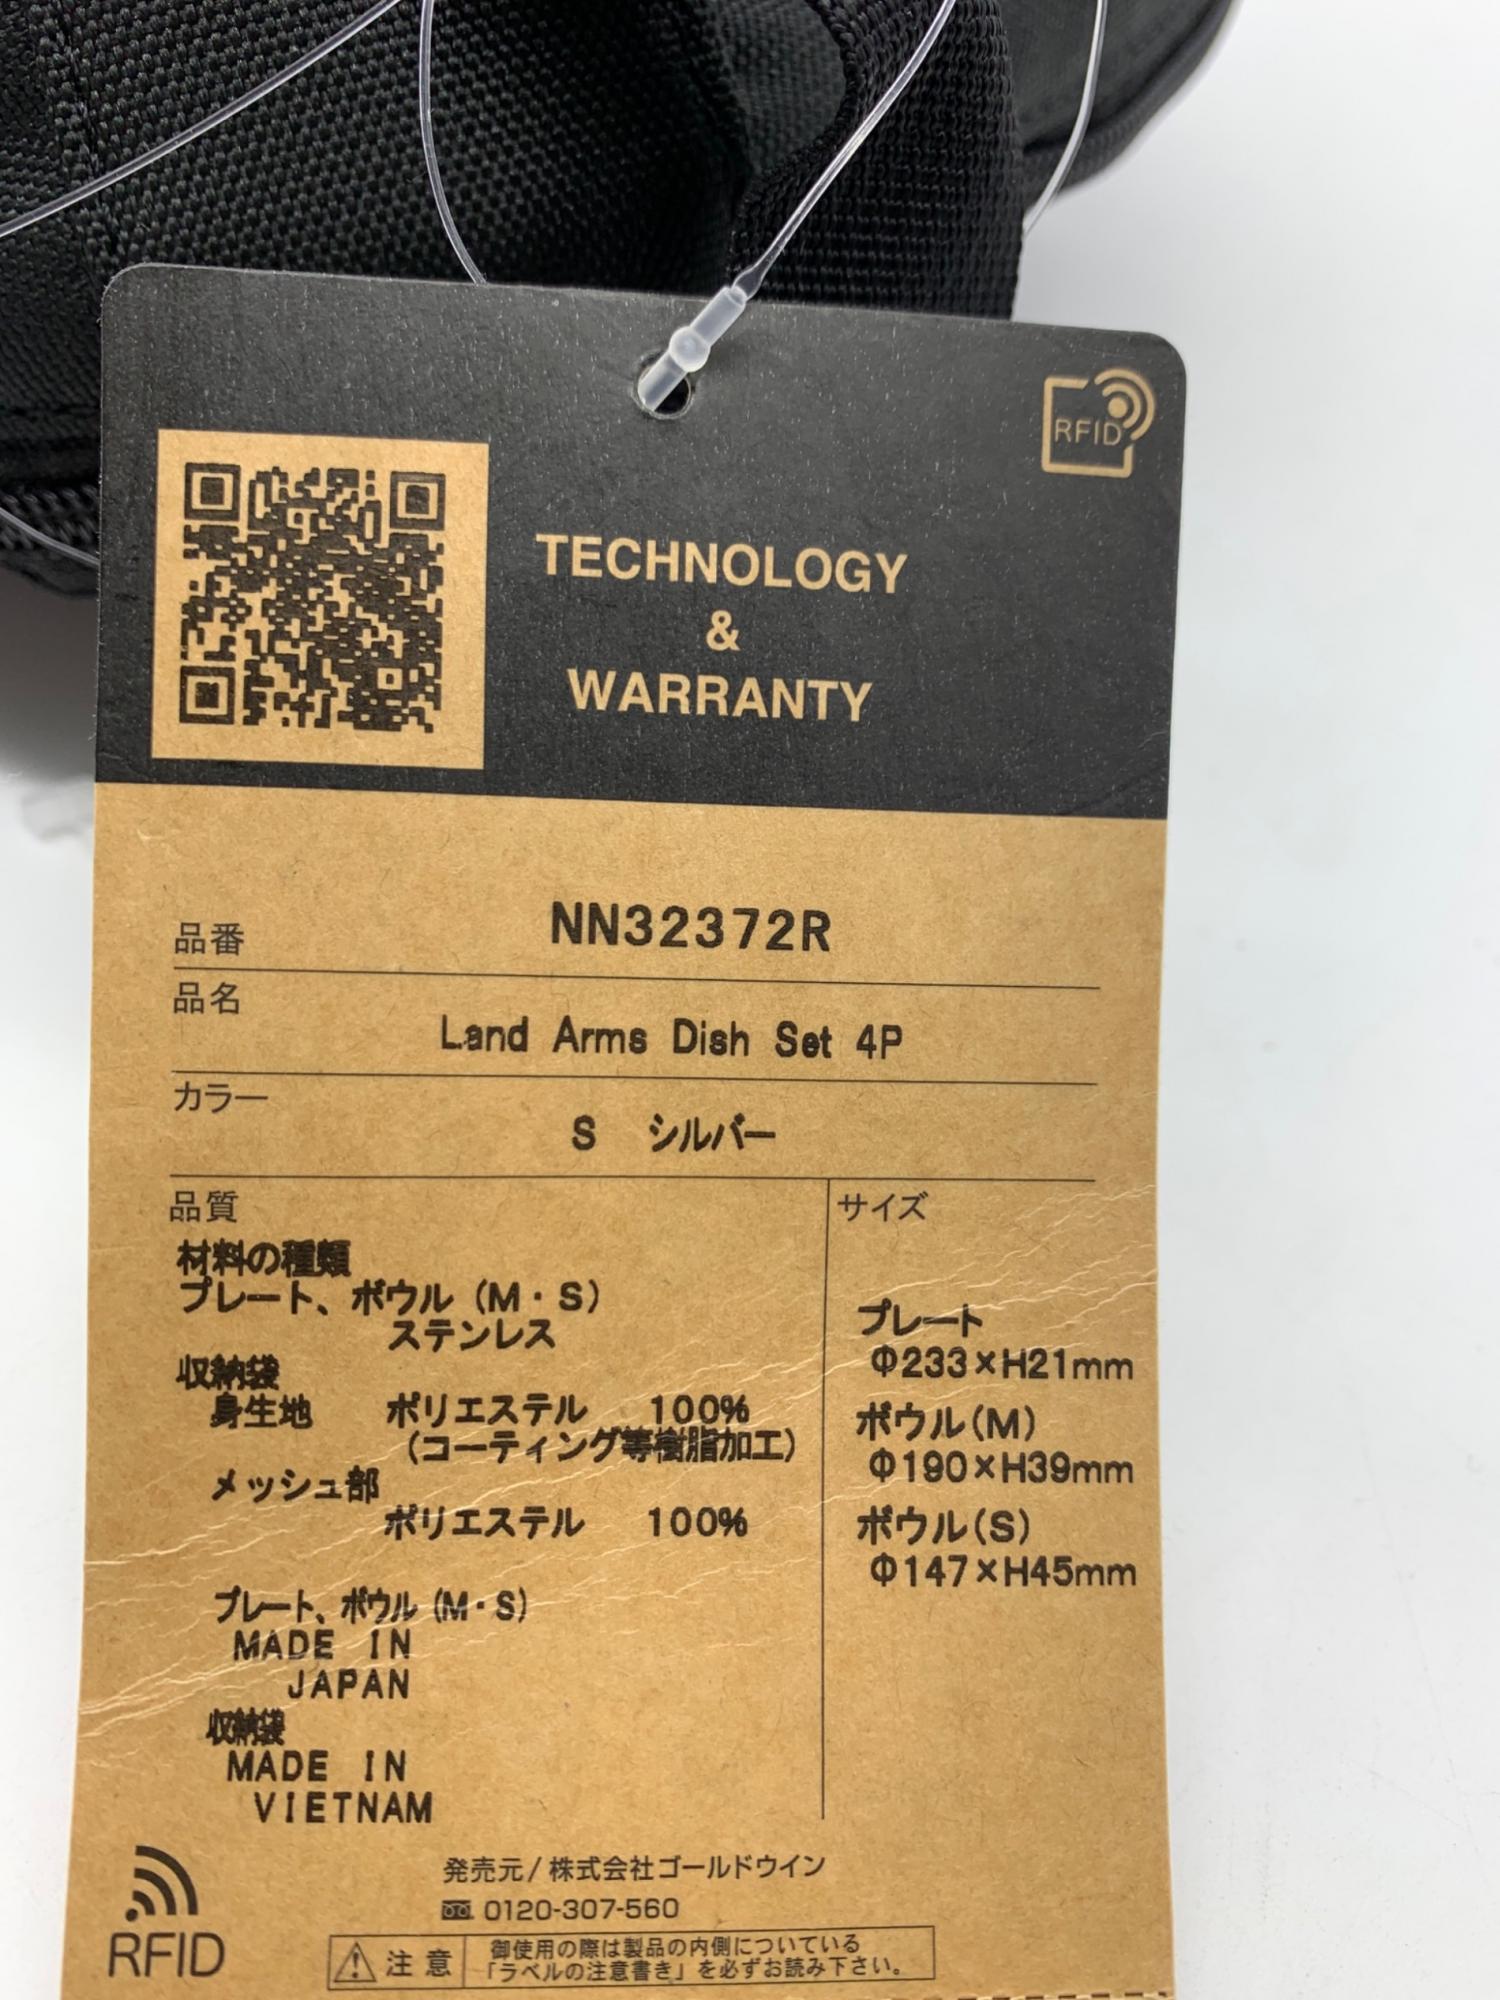 RFID
TECHNOLOGY
&
WARRANTY
品番 NN32372R
品名
Land Arms Dish Set 4P
カラー
S シルバー
品質
材料の種類
プレート、ボウル（M・S）
ステンレス
収納袋
身生地 ポリエステル 100%
（コーティング等樹脂加工）
メッシュ部
ポリエステル 100%
プレート、ボウル（M・S）
MADE IN
JAPAN
収納袋
MADE IN
VIETNAM
サイズ
プレート
Φ233×H21mm
ボウル(M)
Φ190×H39mm
ボウル(S)
Φ147×H45mm
RFID
発売元/株式会社ゴールドウイン
0120-307-560
注意
御使用の際は製品の内側についている
「ラベルの注意書き」を必ずお読み下さい。